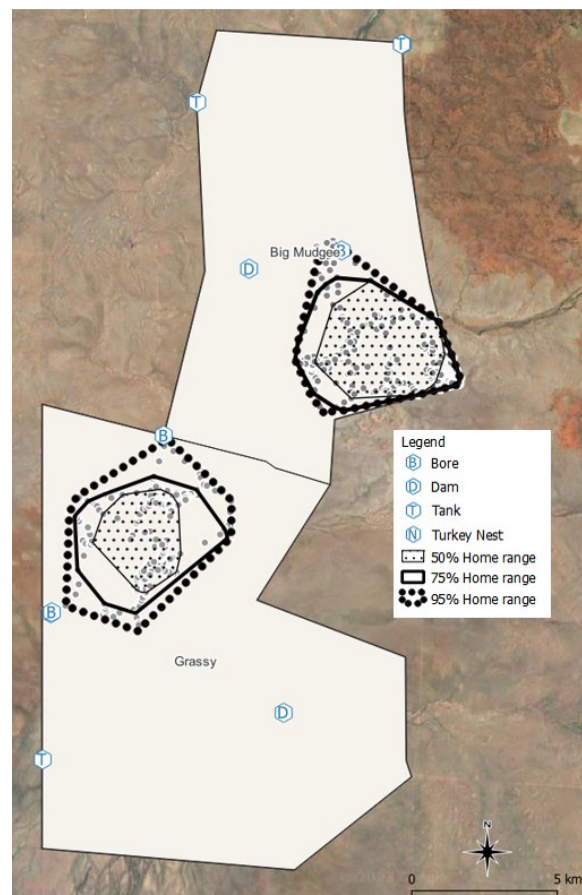 T
T
Big Mudgee
B
D
B
Legend
B Bore
D Dam
T Tank
N Turkey Nest
50% Home range
75% Home range
95% Home range
B
Grassy
D
T
N
0 5 km